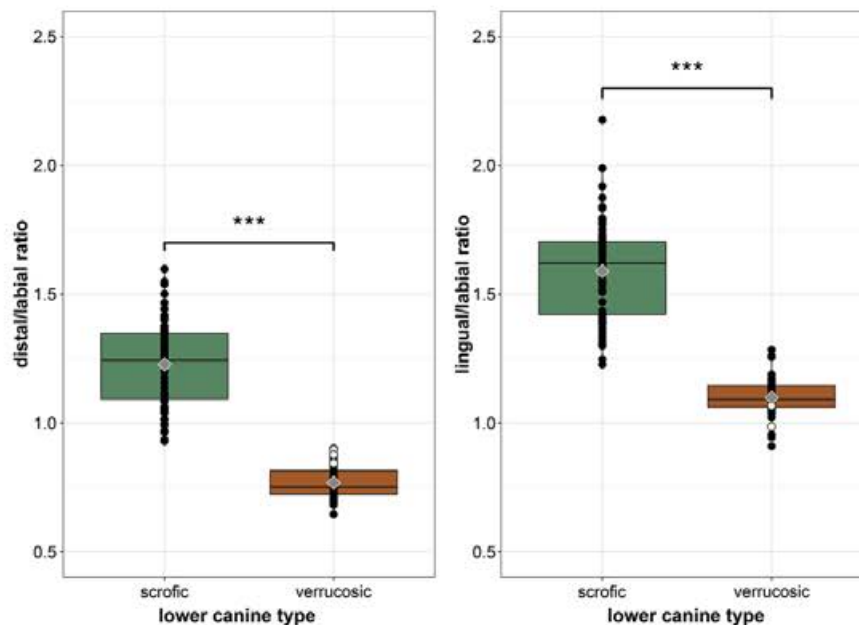 2.5
2.0
1.5
1.0
0.5
distal/labial ratio
***
scrofic verrucosic
lower canine type
2.5
2.0
1.5
1.0
0.5
lingual/labial ratio
***
scrofic verrucosic
lower canine type